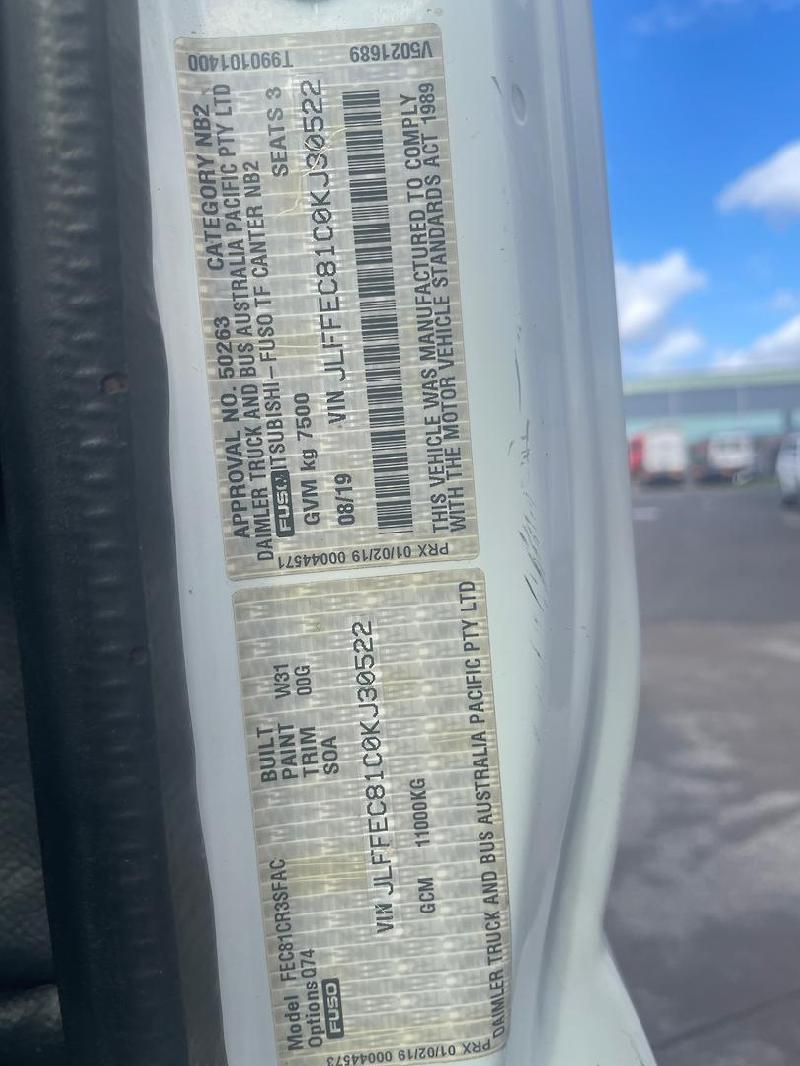 T990101400
V5021689
APPROVAL NO. 50263 CATEGORY NB2
DAIMLER TRUCK AND BUS AUSTRALIA PACIFIC PTY LTD
FUSO MITSUBISHI-FUSO TF CANTER NB2
GVM kg 7500 SEATS 3
08/19 VIN JLFFEC81C0KJ30522
THIS VEHICLE WAS MANUFACTURED TO COMPLY
WITH THE MOTOR VEHICLE STANDARDS ACT 1989
PRX 01/02/19 00044571
Model FEC81CR3SFAC BUILT
Options Q74 PAINT W31
FUSO TRIM 00G
SOA
VIN JLFFEC81C0KJ30522
GCM 11000KG
DAIMLER TRUCK AND BUS AUSTRALIA PACIFIC PTY LTD
PRX 01/02/19 00044573